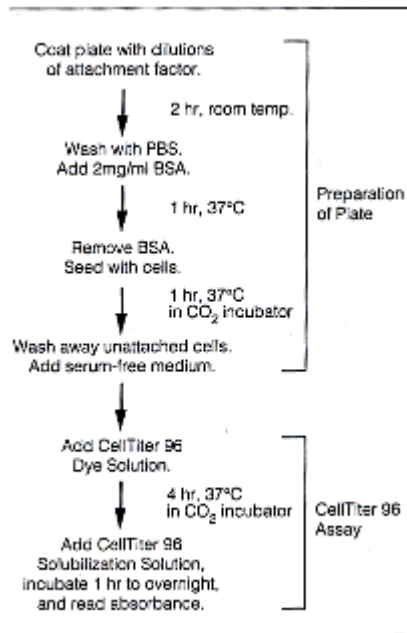 Coat plate with dilutions
of attachment factor.
2 hr, room temp.
Wash with PBS.
Add 2mg/ml BSA.
1 hr, 37°C
Remove BSA.
Seed with cells.
1 hr, 37°C
in CO₂ incubator
Wash away unattached cells.
Add serum-free medium.
Preparation
of Plate
Add CellTiter 96
Dye Solution.
4 hr, 37°C
in CO₂ incubator
Add CellTiter 96
Solubilization Solution,
incubate 1 hr to overnight,
and read absorbance.
CellTiter 96
Assay